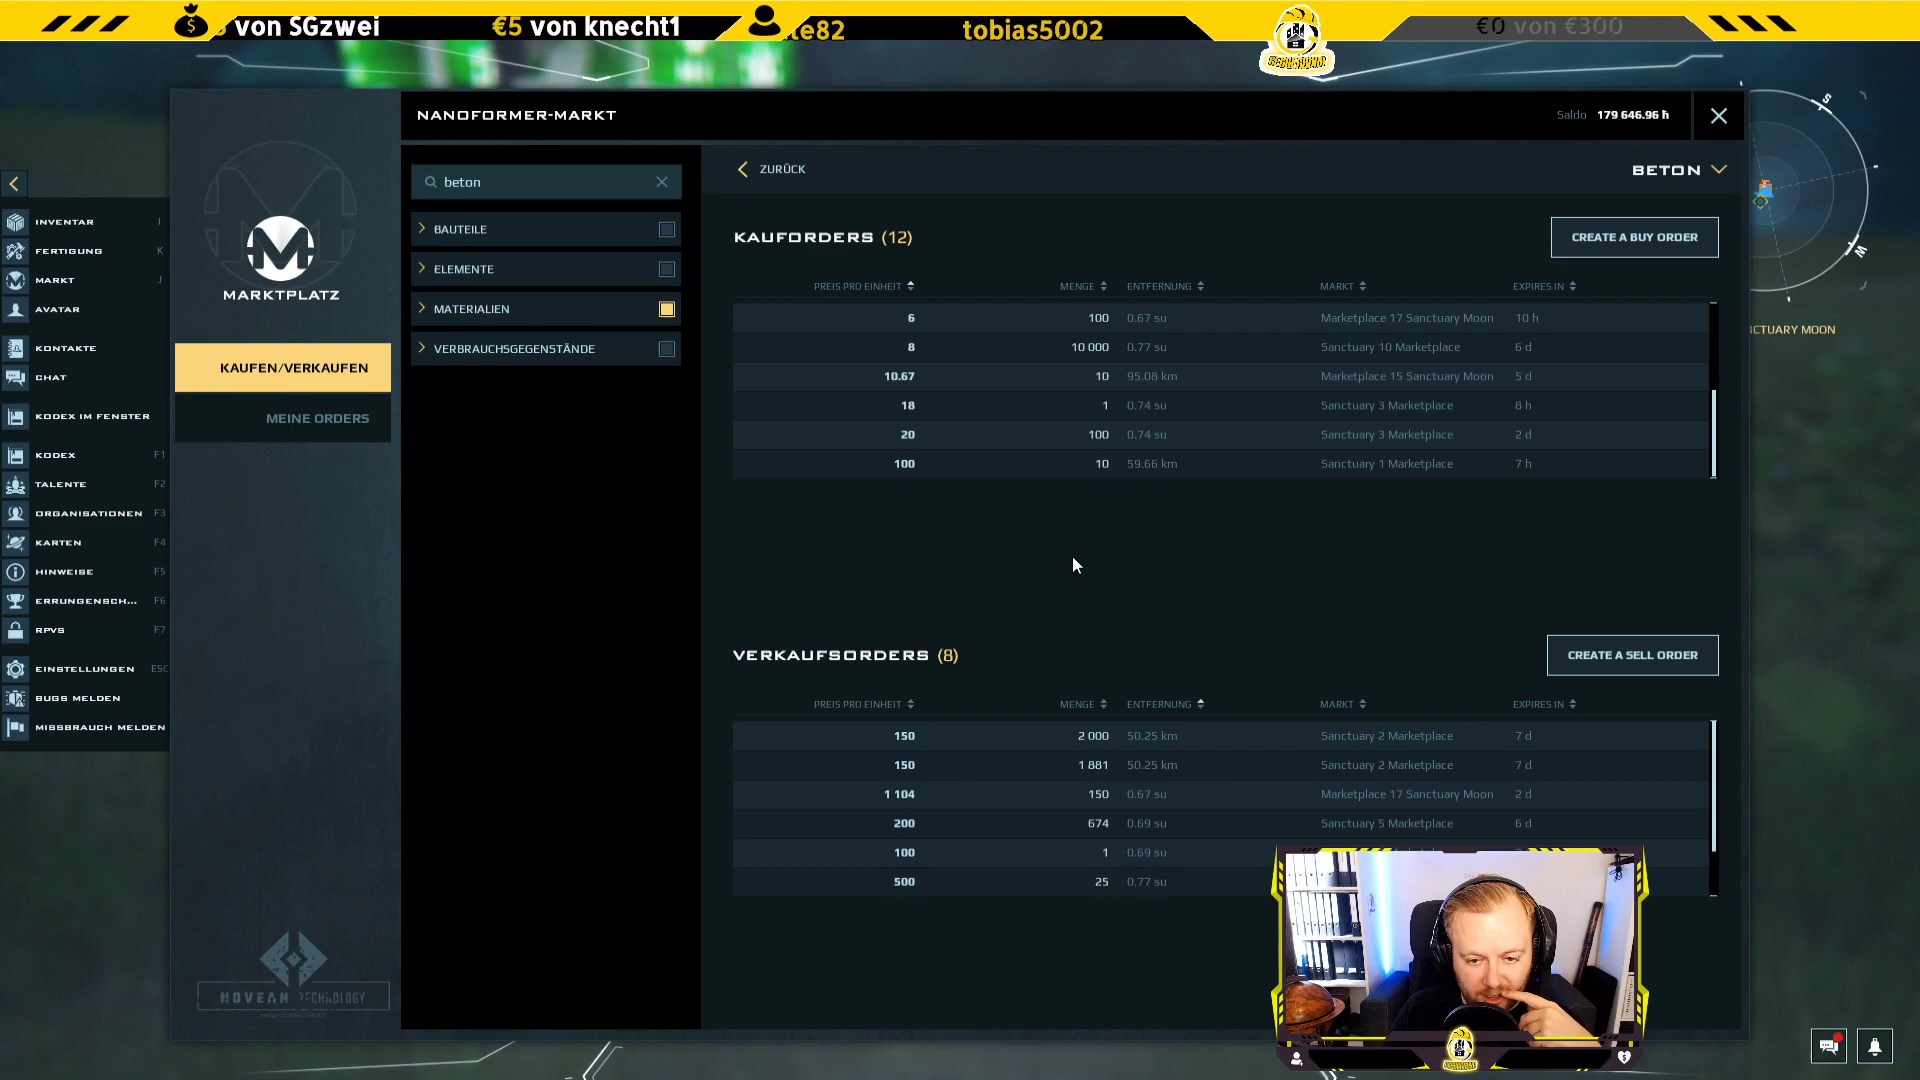 von SGzwei
€5 von knecht1
te82
tobias5002
€0 von €300
NANOFORMER-MARKT
Saldo 179 646.96 ħ
S
W
beton
ZURÜCK
BETON
INVENTAR I
FERTIGUNG K
MARKT J
AVATAR
KONTAKTE
CHAT
KODEX IM FENSTER
KODEX F1
TALENTE F2
ORGANISATIONEN F3
KARTEN F4
HINWEISE F5
ERRUNGENSCH... F6
RPVS F7
EINSTELLUNGEN ESC
BUGS MELDEN
MISSBRAUCH MELDEN
MARKTPLATZ
KAUFEN/VERKAUFEN
MEINE ORDERS
BAUTEILE
ELEMENTE
MATERIALIEN
VERBRAUCHSGEGENSTÄNDE
KAUFORDERS (12)
CREATE A BUY ORDER
PREIS PRO EINHEIT MENGE ENTFERNUNG MARKT EXPIRES IN
6 100 0.67 su Marketplace 17 Sanctuary Moon 10 h
8 10 000 0.77 su Sanctuary 10 Marketplace 6 d
10.67 10 95.08 km Marketplace 15 Sanctuary Moon 5 d
18 1 0.74 su Sanctuary 3 Marketplace 8 h
20 100 0.74 su Sanctuary 3 Marketplace 2 d
100 10 59.66 km Sanctuary 1 Marketplace 7 h
CTUARY MOON
VERKAUFSORDERS (8)
CREATE A SELL ORDER
PREIS PRO EINHEIT MENGE ENTFERNUNG MARKT EXPIRES IN
150 2 000 50.25 km Sanctuary 2 Marketplace 7 d
150 1 881 50.25 km Sanctuary 2 Marketplace 7 d
1 104 150 0.67 su Marketplace 17 Sanctuary Moon 2 d
200 674 0.69 su Sanctuary 5 Marketplace 6 d
100 1 0.69 su
500 25 0.77 su
NOVEAN TECHNOLOGY